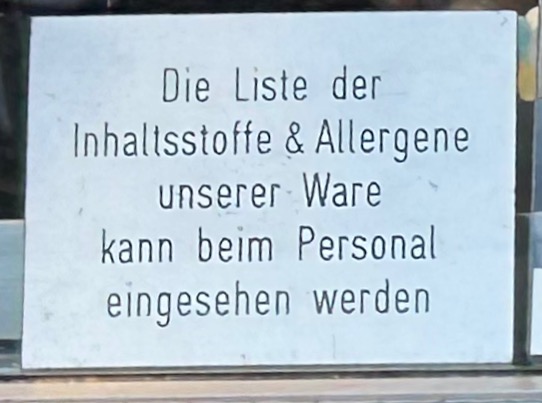 Die Liste der
Inhaltsstoffe & Allergene
unserer Ware
kann beim Personal
eingesehen werden